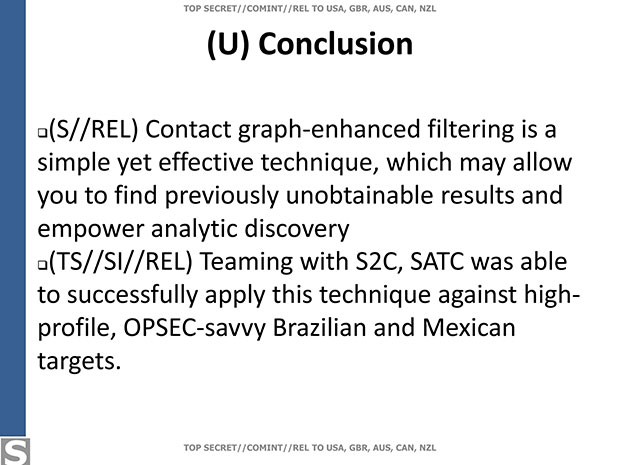 TOP SECRET//COMINT//REL TO USA, GBR, AUS, CAN, NZL
(U) Conclusion
❑(S//REL) Contact graph-enhanced filtering is a
simple yet effective technique, which may allow
you to find previously unobtainable results and
empower analytic discovery
❑(TS//SI//REL) Teaming with S2C, SATC was able
to successfully apply this technique against high-
profile, OPSEC-savvy Brazilian and Mexican
targets.
S
TOP SECRET//COMINT//REL TO USA, GBR, AUS, CAN, NZL